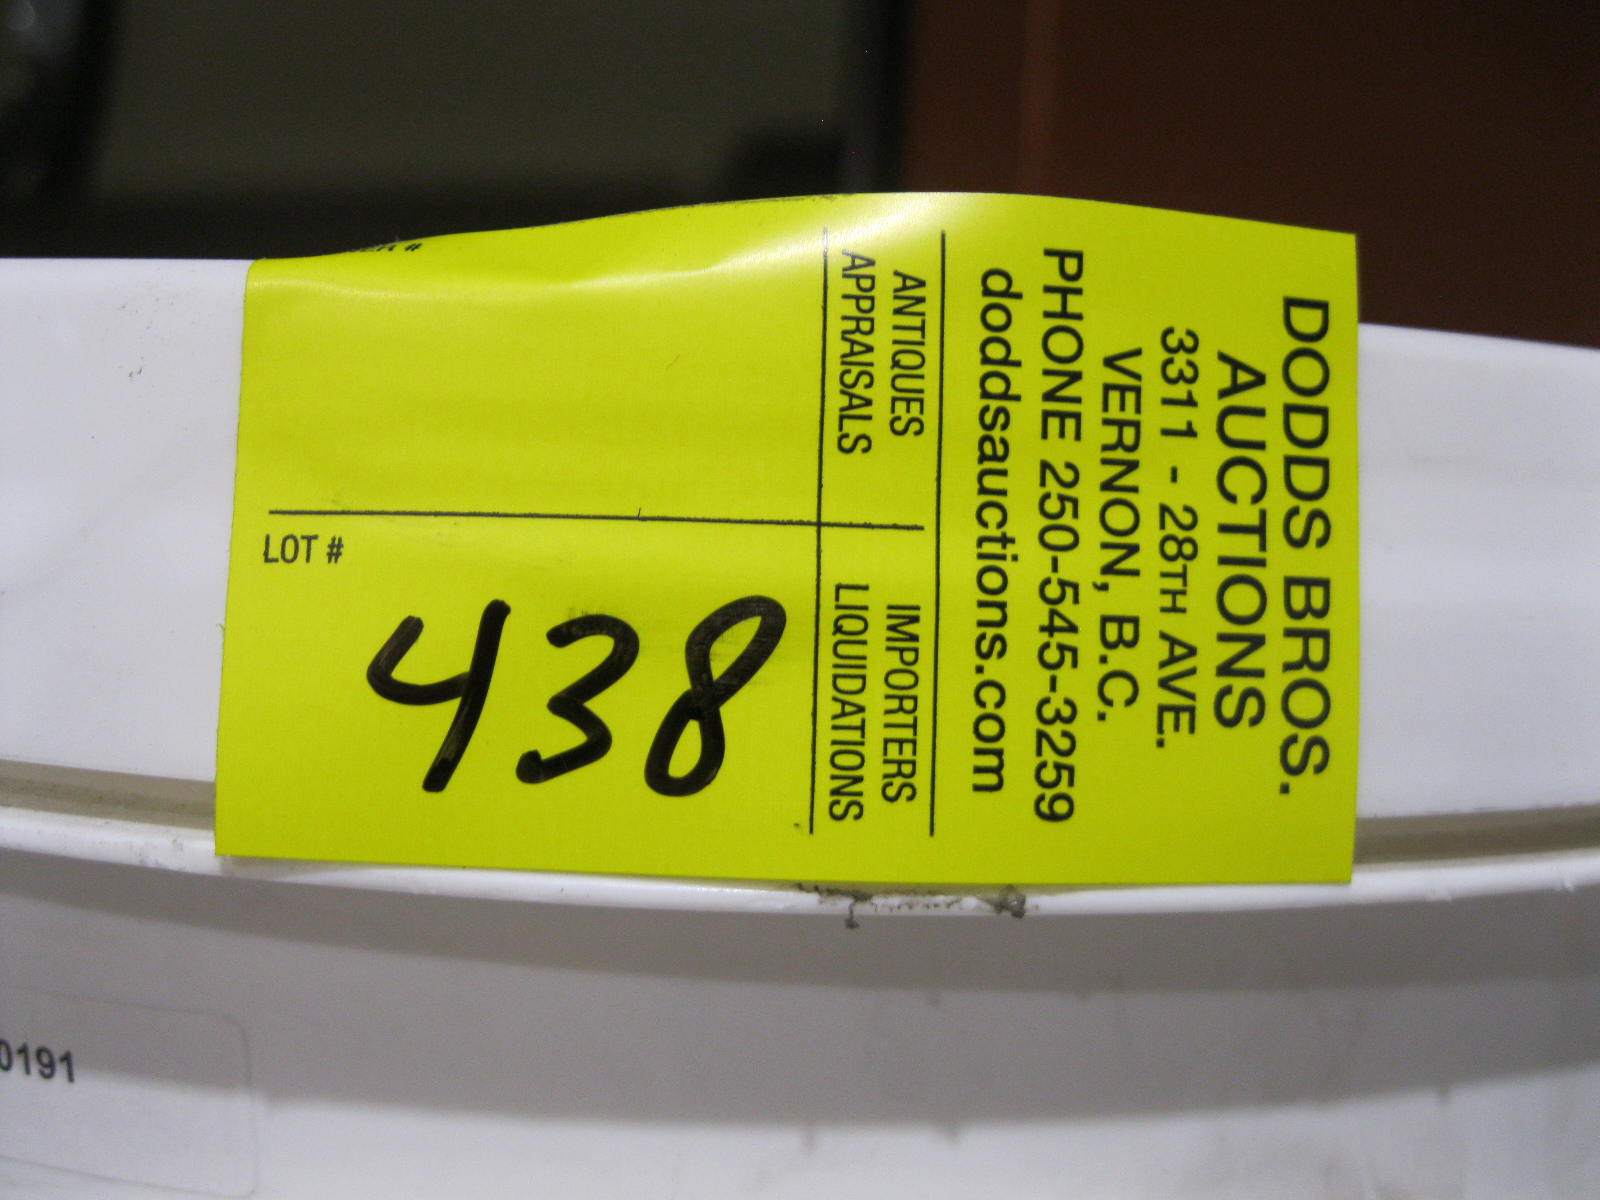 DODDS BROS.
AUCTIONS
3311 - 28TH AVE.
VERNON, B.C.
PHONE 250-545-3259
doddsauctions.com
ANTIQUES
APPRAISALS
IMPORTERS
LIQUIDATIONS
LOT #
438
0191